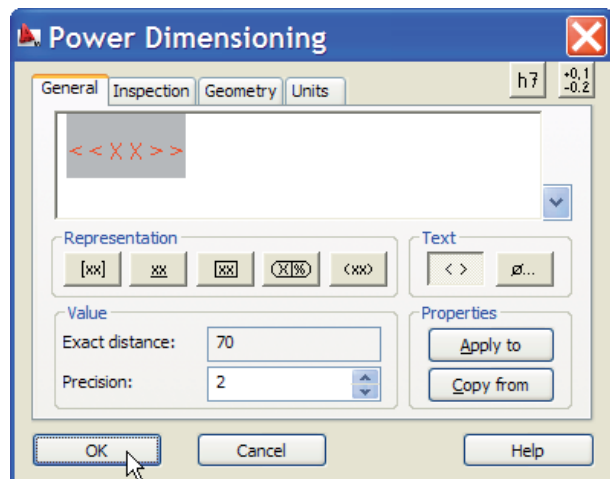 Power Dimensioning
General Inspection Geometry Units h7 +0,1
-0.2
<<XX>>
Representation Text
[xx] xx xx X|% (xx) <> ø...
Value Properties
Exact distance: 70 Apply to
Precision: 2 Copy from
OK Cancel Help